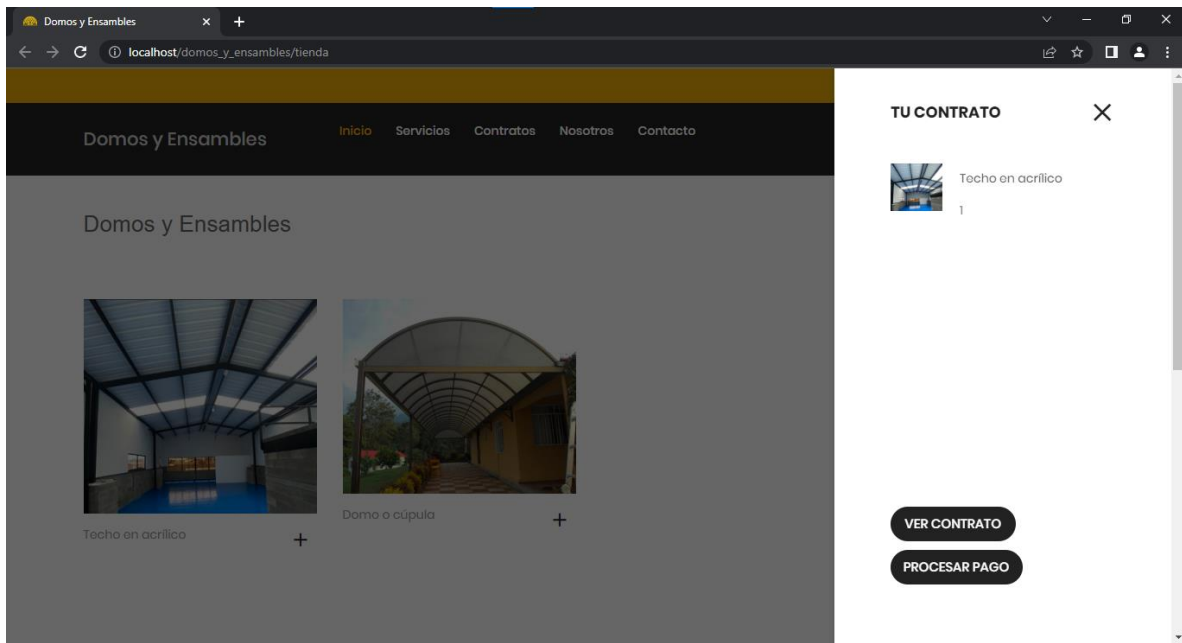 Domos y Ensambles
localhost/domos_y_ensambles/tienda
Domos y Ensambles
Inicio Servicios Contratos Nosotros Contacto
Domos y Ensambles
Techo en acrílico
Domo o cúpula
TU CONTRATO
Techo en acrílico
1
VER CONTRATO
PROCESAR PAGO